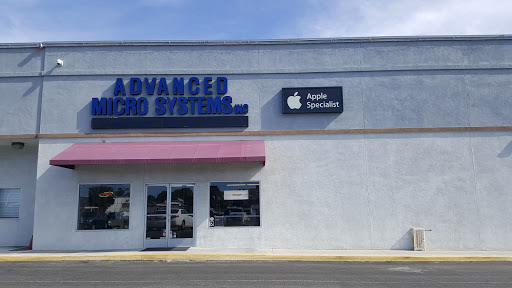 ADVANCED
MICRO SYSTEMS INC
Apple
Specialist